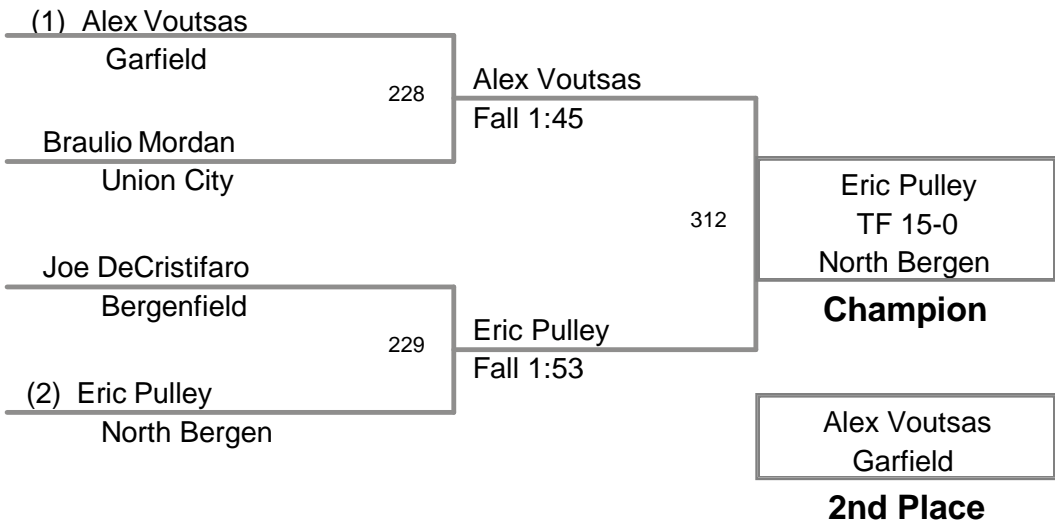 (1) Alex Voutsas
Garfield
228
Braulio Mordan
Union City
Alex Voutsas
Fall 1:45
Joe DeCristifaro
Bergenfield
229
(2) Eric Pulley
North Bergen
Eric Pulley
Fall 1:53
312
Eric Pulley
TF 15-0
North Bergen
Champion
Alex Voutsas
Garfield
2nd Place